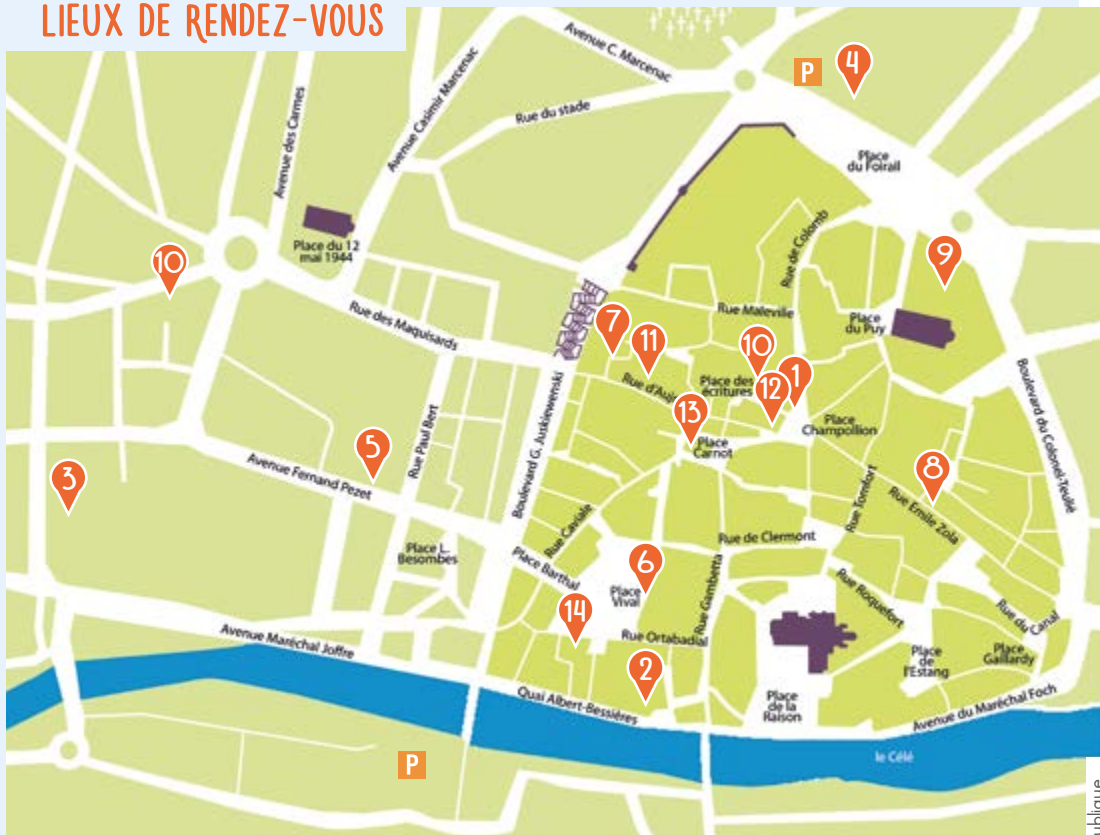 LIEUX DE RENDEZ-VOUS
Avenue C. Marcenac
P
4
Avenue des Carmes
Avenue Casimir Marcenac
Rue du stade
Place
du Foirail
Place du 12
mai 1944
10
Rue de Colomb
9
Rue des Maquisards
7
11
Rue Maleville
10
Place
du Puy
Rue d'Aujou
Place des
écritures
12
1
13
Place
Carnot
Place
Champollion
Boulevard G. Juskiewenski
Boulevard du Colonel-Teulié
Rue Paul Bert
5
3
Avenue Fernand Pezet
8
Rue Tomfort
Rue Emile Zola
Rue Caviale
Rue de Clermont
Place L.
Besombes
Place Barthal
6
Place
Vival
Rue Gambetta
Rue Roquefort
14
Rue Ortabadial
Rue du Canal
Avenue Maréchal Joffre
2
Place
de
l'Estang
Place
Gaillardy
Quai Albert-Bessières
Place
de la
Raison
Avenue du Maréchal Foch
le Célé
P